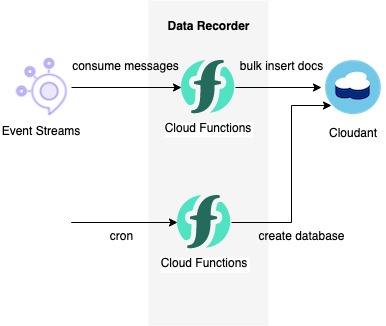 Data Recorder
consume messages
bulk insert docs
Event Streams
Cloud Functions
Cloudant
cron
create database
Cloud Functions